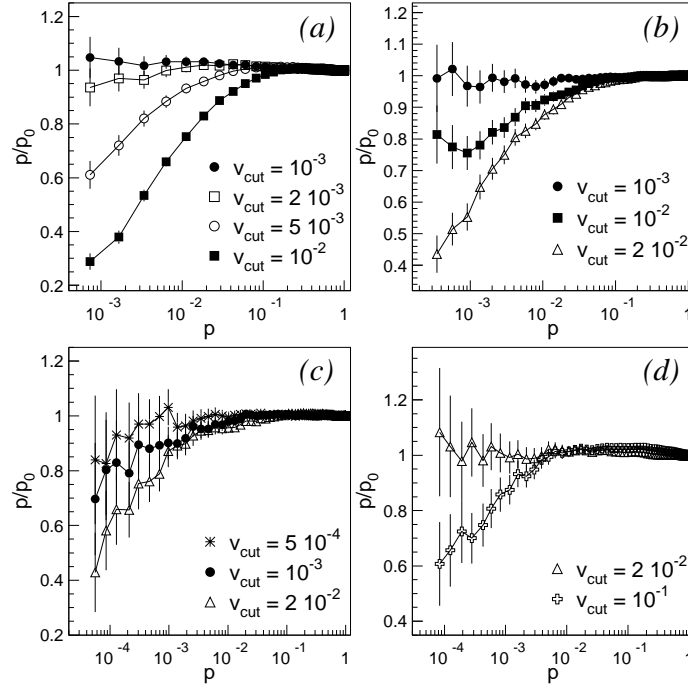 (a)
p/p0
1.2
1
0.8
0.6
0.4
0.2
vcut = 10^-3
vcut = 2 10^-3
vcut = 5 10^-3
vcut = 10^-2
10^-3 10^-2 10^-1 1
p
(b)
p/p0
1.2
1.1
1
0.9
0.8
0.7
0.6
0.5
0.4
vcut = 10^-3
vcut = 10^-2
vcut = 2 10^-2
10^-3 10^-2 10^-1 1
p
(c)
p/p0
1.2
1
0.8
0.6
0.4
0.2
vcut = 5 10^-4
vcut = 10^-3
vcut = 2 10^-2
10^-4 10^-3 10^-2 10^-1 1
p
(d)
p/p0
1.4
1.2
1
0.8
0.6
0.4
vcut = 2 10^-2
vcut = 10^-1
10^-4 10^-3 10^-2 10^-1 1
p